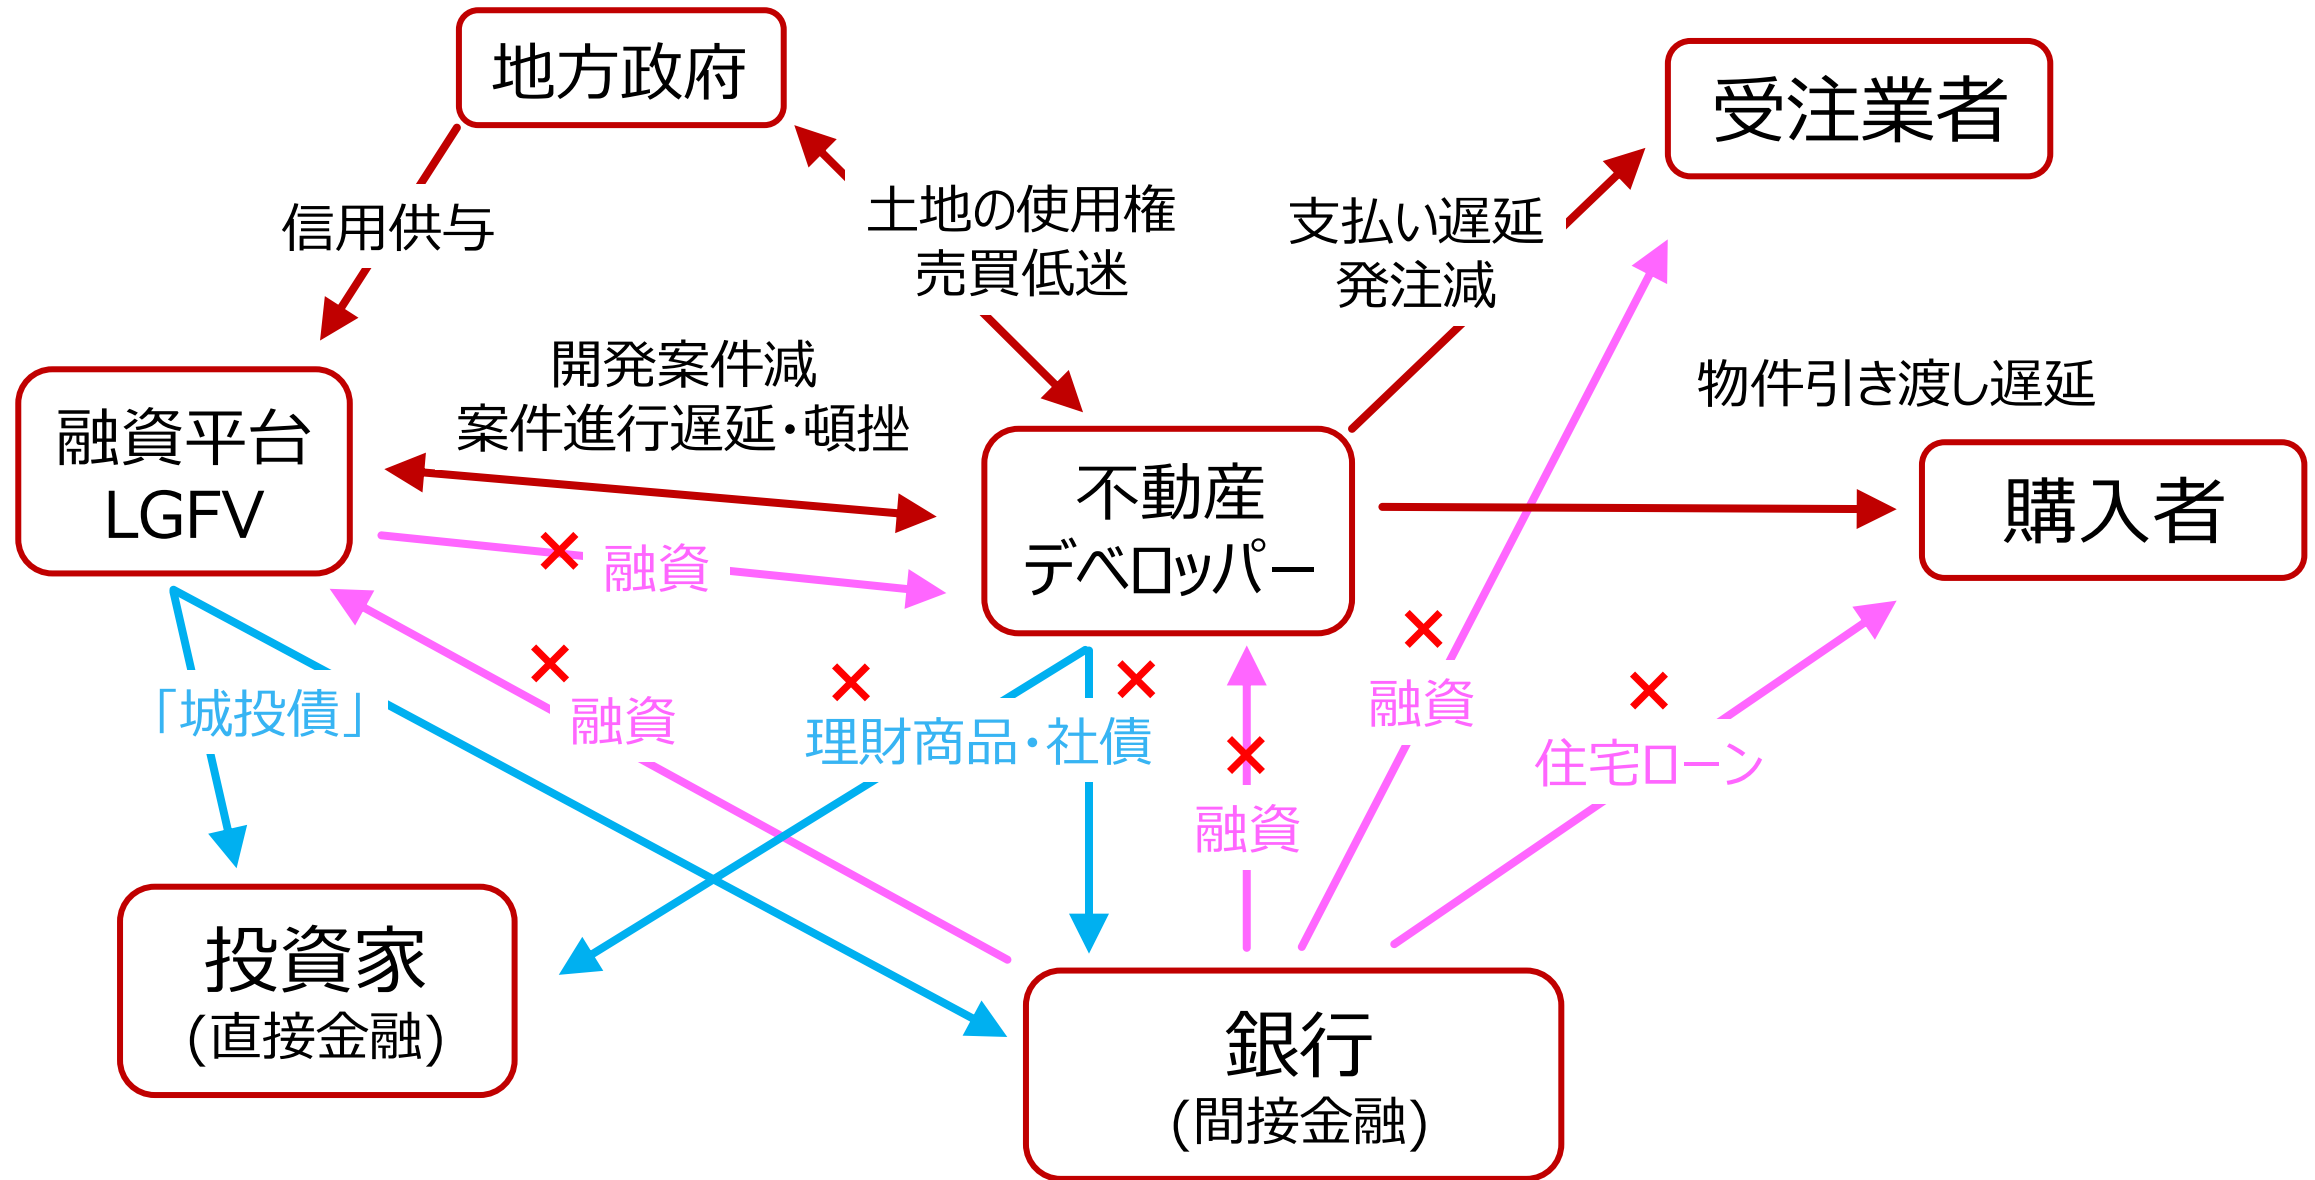 地方政府
受注業者
信用供与
土地の使用権
売買低迷
支払い遅延
発注減
開発案件減
案件進行遅延・頓挫
物件引き渡し遅延
融資平台
LGFV
不動産
デベロッパー
購入者
融資
「城投債」
融資
理財商品・社債
融資
住宅ローン
融資
投資家
(直接金融)
銀行
(間接金融)